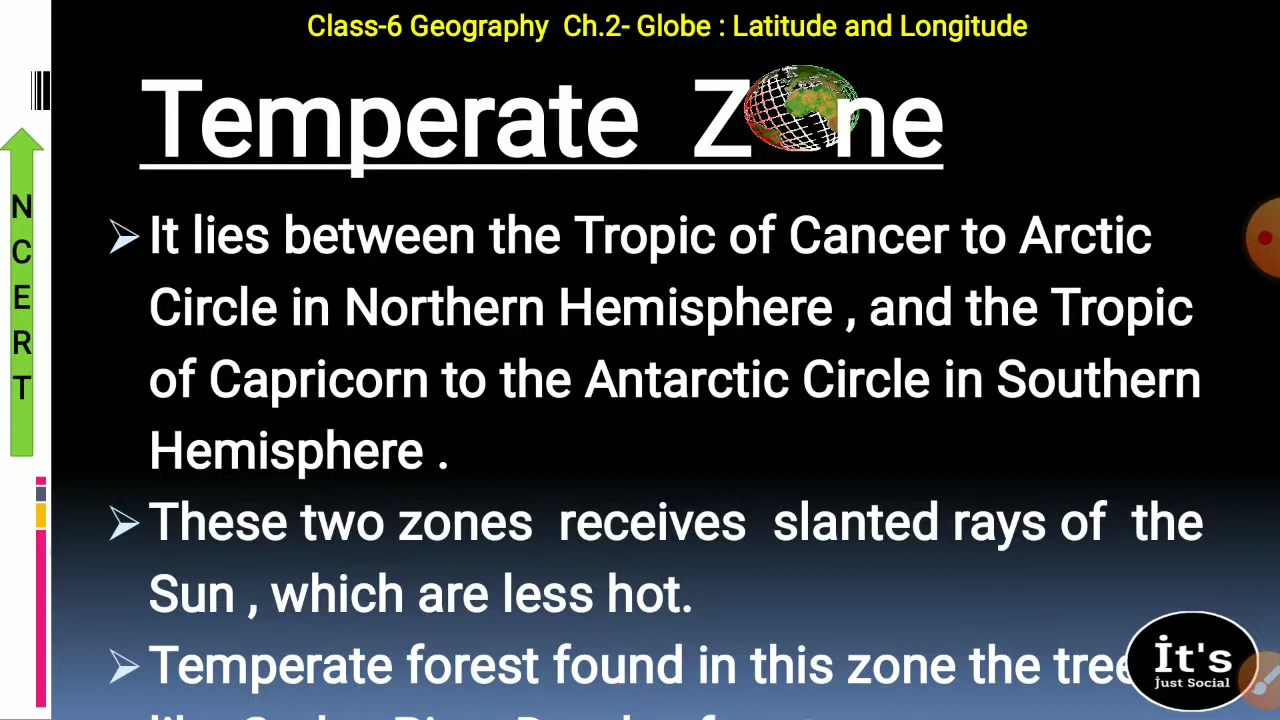 Class-6 Geography Ch.2- Globe : Latitude and Longitude
Temperate Zone
N
C
E
R
T
It lies between the Tropic of Cancer to Arctic
Circle in Northern Hemisphere , and the Tropic
of Capricorn to the Antarctic Circle in Southern
Hemisphere .
These two zones receives slanted rays of the
Sun , which are less hot.
Temperate forest found in this zone the tree
it's
just Social